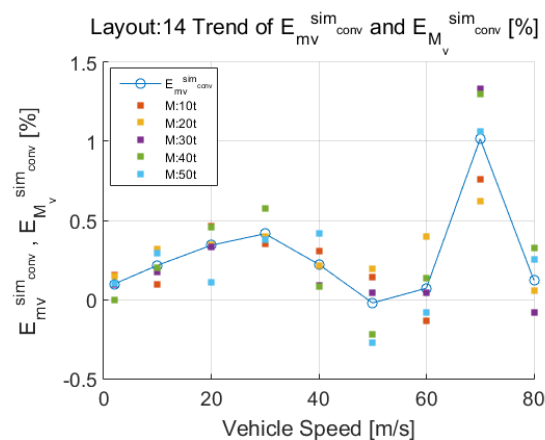 Layout:14 Trend of E_mv^sim_conv and E_M_v^sim_conv [%]
1.5
1
0.5
0
-0.5
E_mv^sim_conv
M:10t
M:20t
M:30t
M:40t
M:50t
E_mv^sim_conv , E_M_v^sim_conv [%]
0
20
40
60
80
Vehicle Speed [m/s]